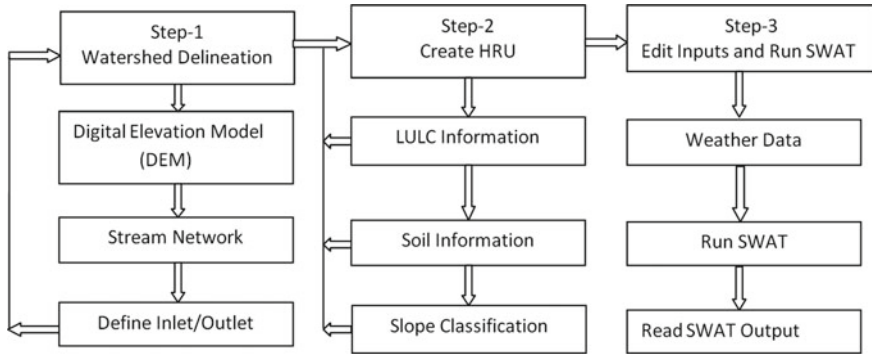 Step-1
Watershed Delineation
Digital Elevation Model
(DEM)
Stream Network
Define Inlet/Outlet
Step-2
Create HRU
LULC Information
Soil Information
Slope Classification
Step-3
Edit Inputs and Run SWAT
Weather Data
Run SWAT
Read SWAT Output